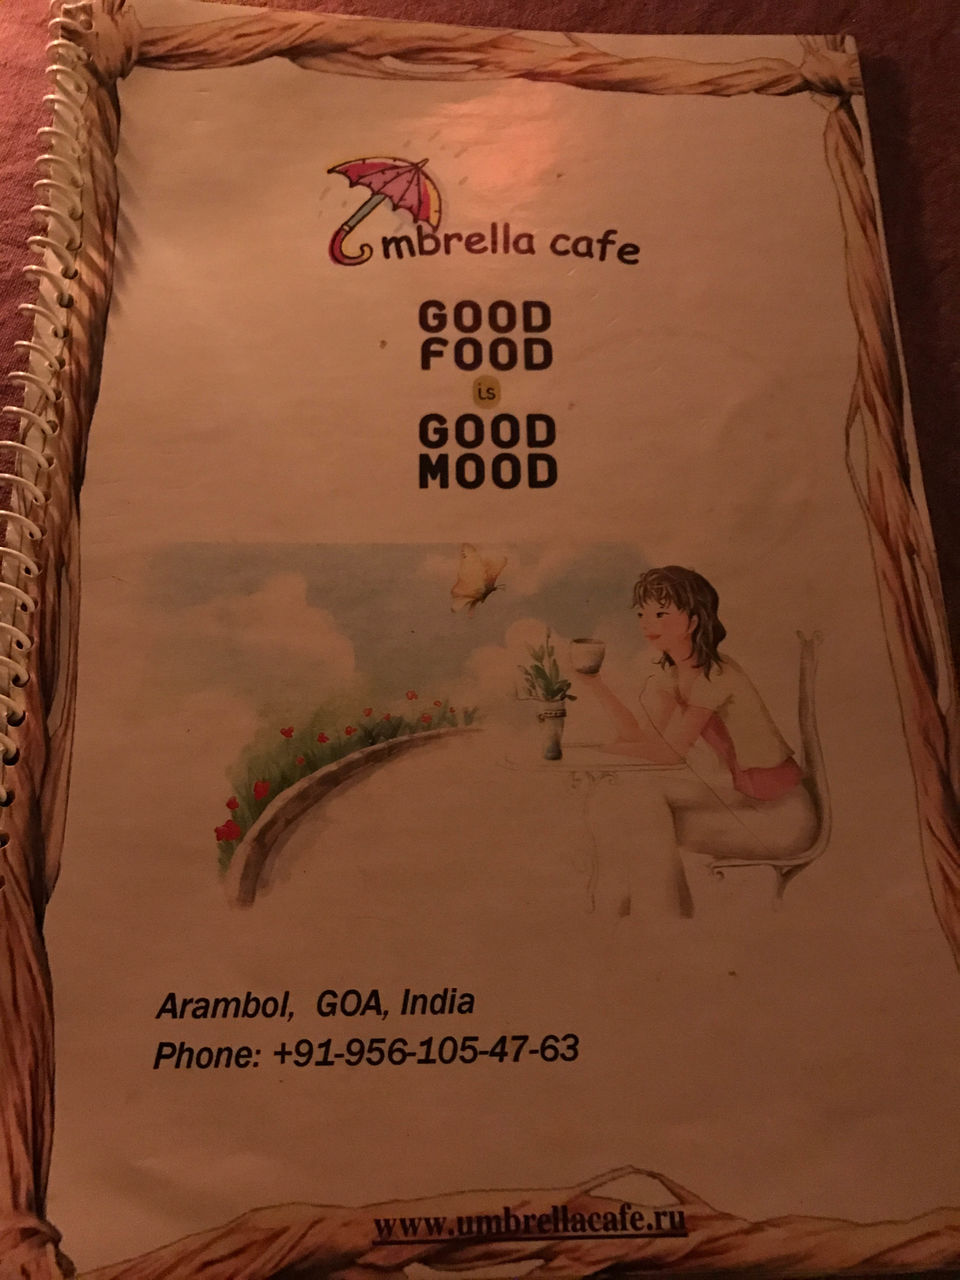 umbrella cafe
GOOD
FOOD
is
GOOD
MOOD
Arambol, GOA, India
Phone: +91-956-105-47-63
www.umbrellacafe.ru